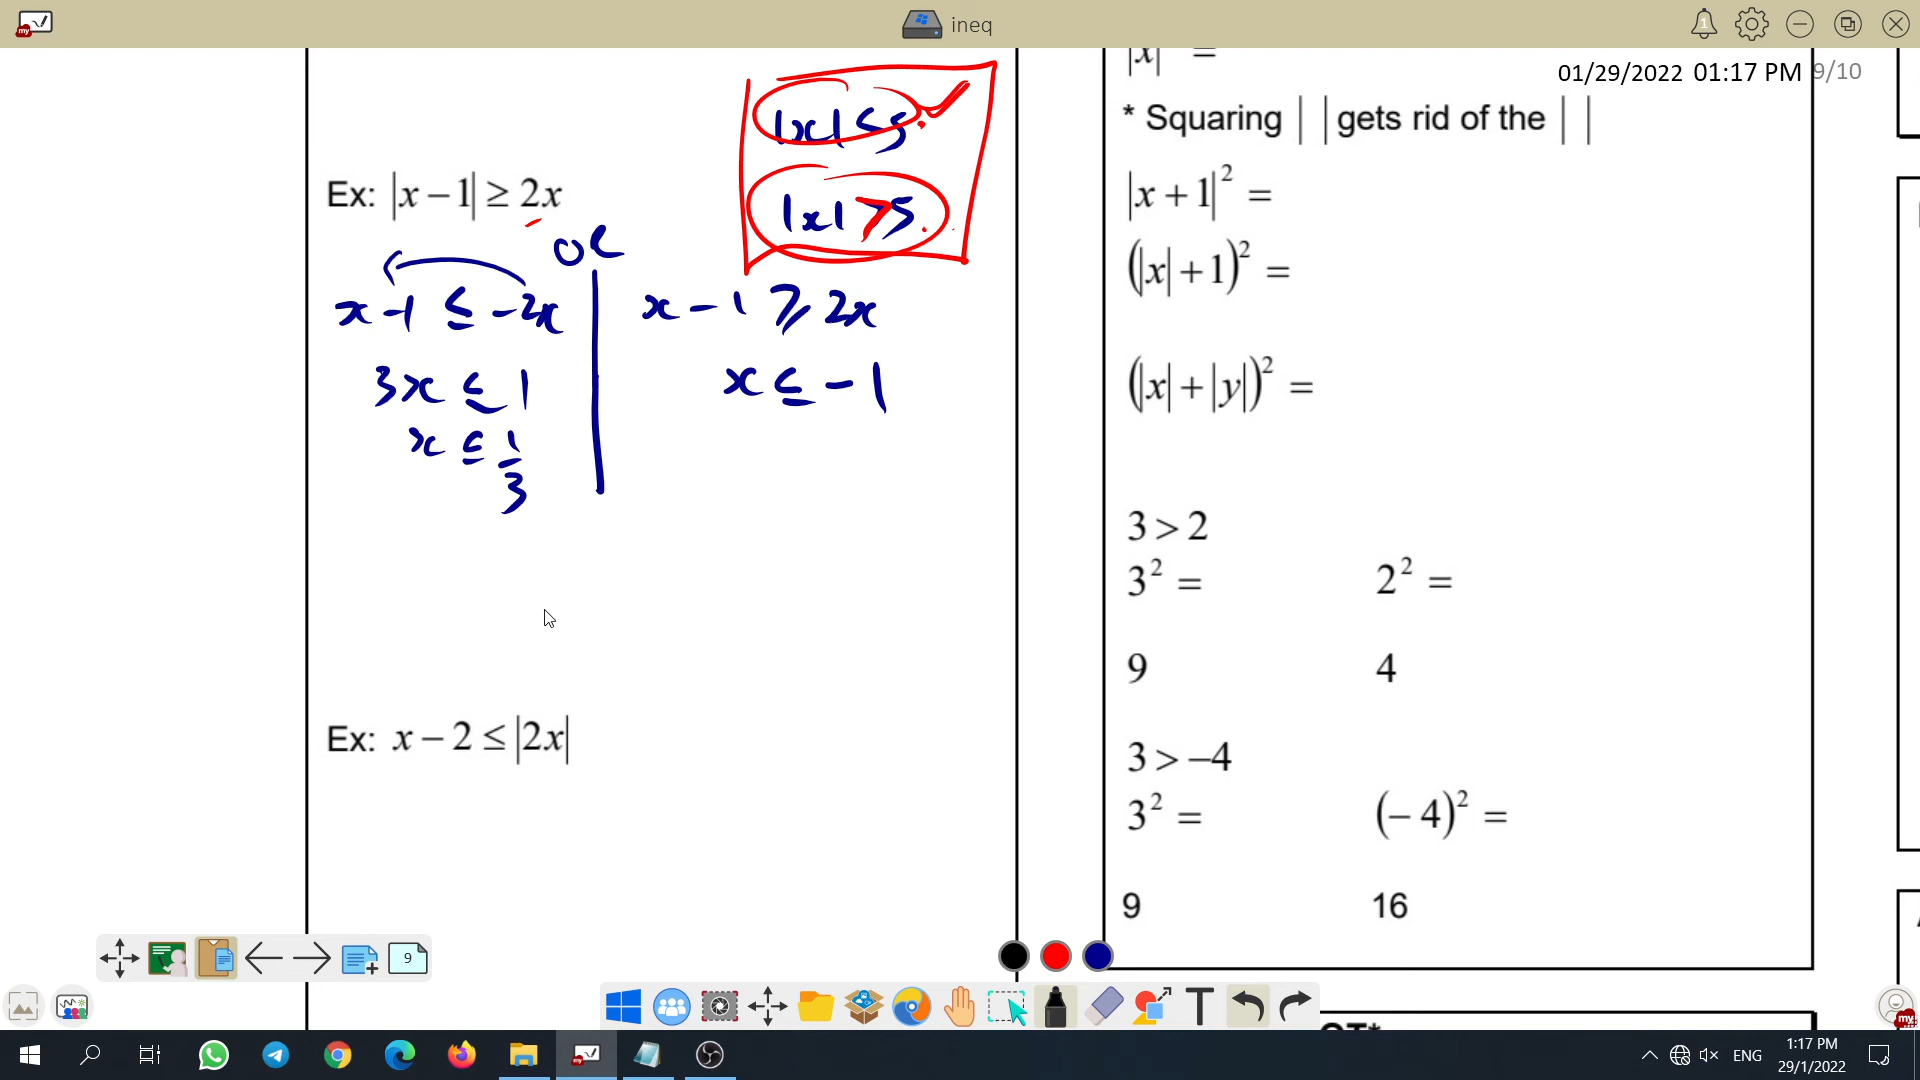 ineq
01/29/2022 01:17 PM 9/10
|x| ≤ 5.
|x| > 5.
Ex: |x − 1| ≥ 2x
or
x − 1 ≤ −2x
x − 1 ≥ 2x
3x ≤ 1
x ≤ −1
x ≤ 1/3
Ex: x − 2 ≤ |2x|
|x| =
* Squaring | | gets rid of the | |
|x + 1|² =
(|x| + 1)² =
(|x| + |y|)² =
3 > 2
3² = 2² =
9 4
3 > −4
3² = (− 4)² =
9 16
9
T
my
ENG
1:17 PM
29/1/2022